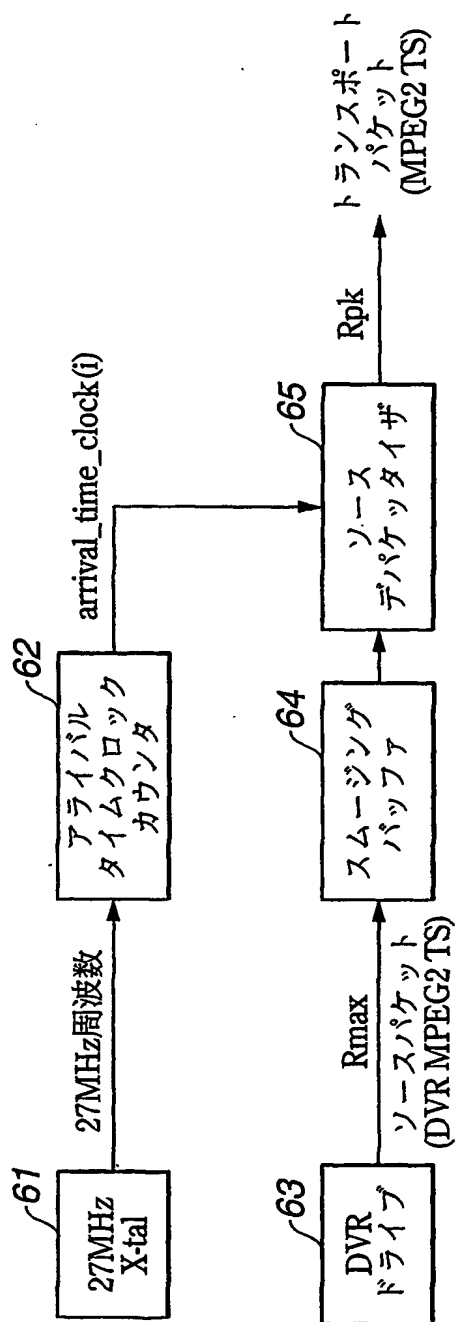 61
27MHz
X-tal
27MHz周波数
62
アライバル
タイムクロック
カウンタ
arrival_time_clock(i)
63
DVR
ドライブ
Rmax
ソースパケット
(DVR MPEG2 TS)
64
スムージング
バッファ
65
ソース
デパケッタイザ
Rpk
トランスポート
パケット
(MPEG2 TS)